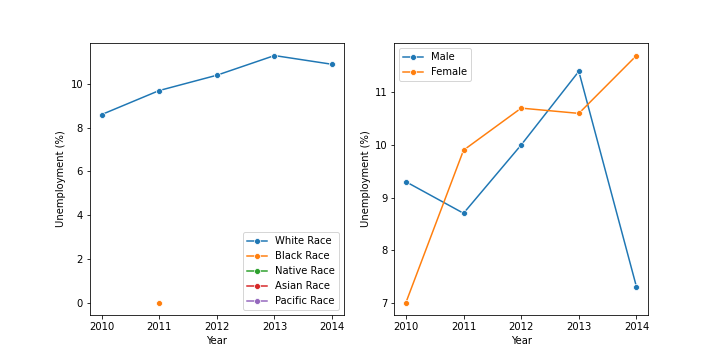 Unemployment (%)
10
8
6
4
2
0
2010 2011 2012 2013 2014
Year
White Race
Black Race
Native Race
Asian Race
Pacific Race
Unemployment (%)
11
10
9
8
7
2010 2011 2012 2013 2014
Year
Male
Female